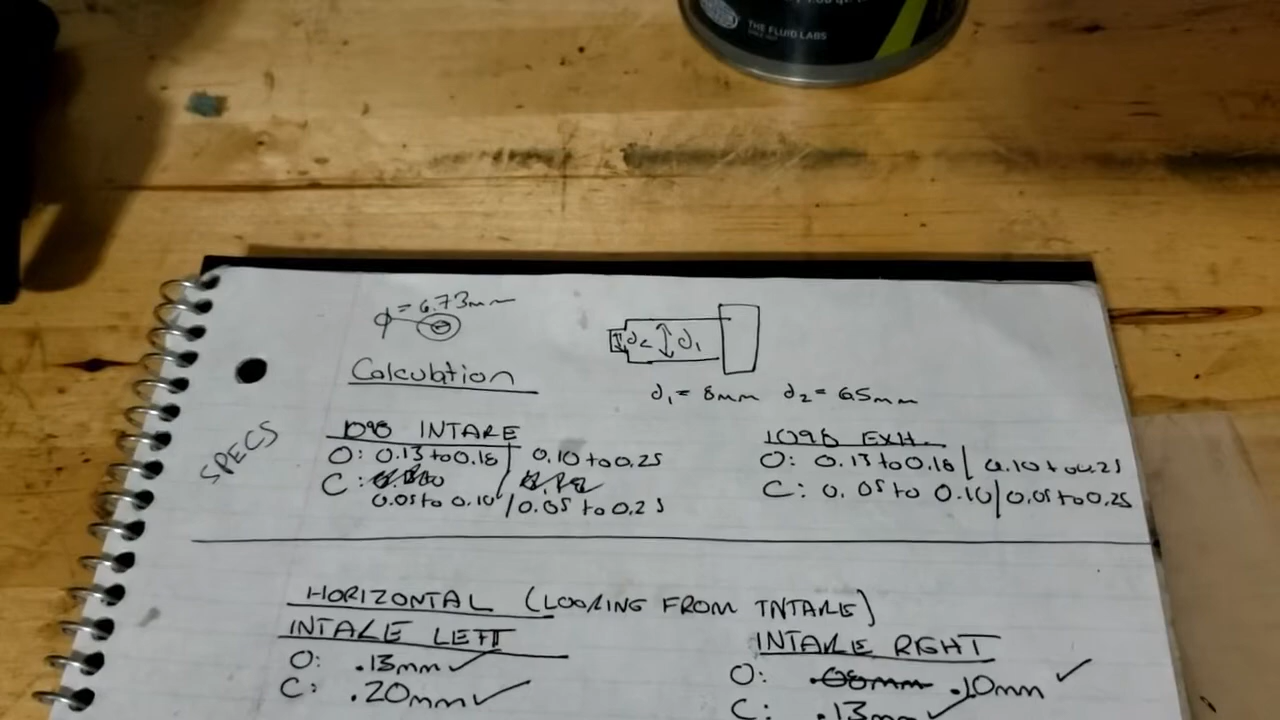 THE FLUID LABS
φ = 6.73mm
d2 d1
Calculation
d1 = 8mm d2 = 6.5mm
SPECS
1098 INTAKE
O: 0.13 to 0.18 / 0.10 to 0.25
C:
0.05 to 0.10 / 0.05 to 0.25
1098 EXH.
O: 0.13 to 0.18 | 0.10 to 0.25
C: 0.05 to 0.10 / 0.05 to 0.25
HORIZONTAL (LOOKING FROM INTAKE)
INTAKE LEFT
O: .13mm ✓
C: .20mm ✓
INTAKE RIGHT
O: .08mm .10mm ✓
C: .13mm ✓